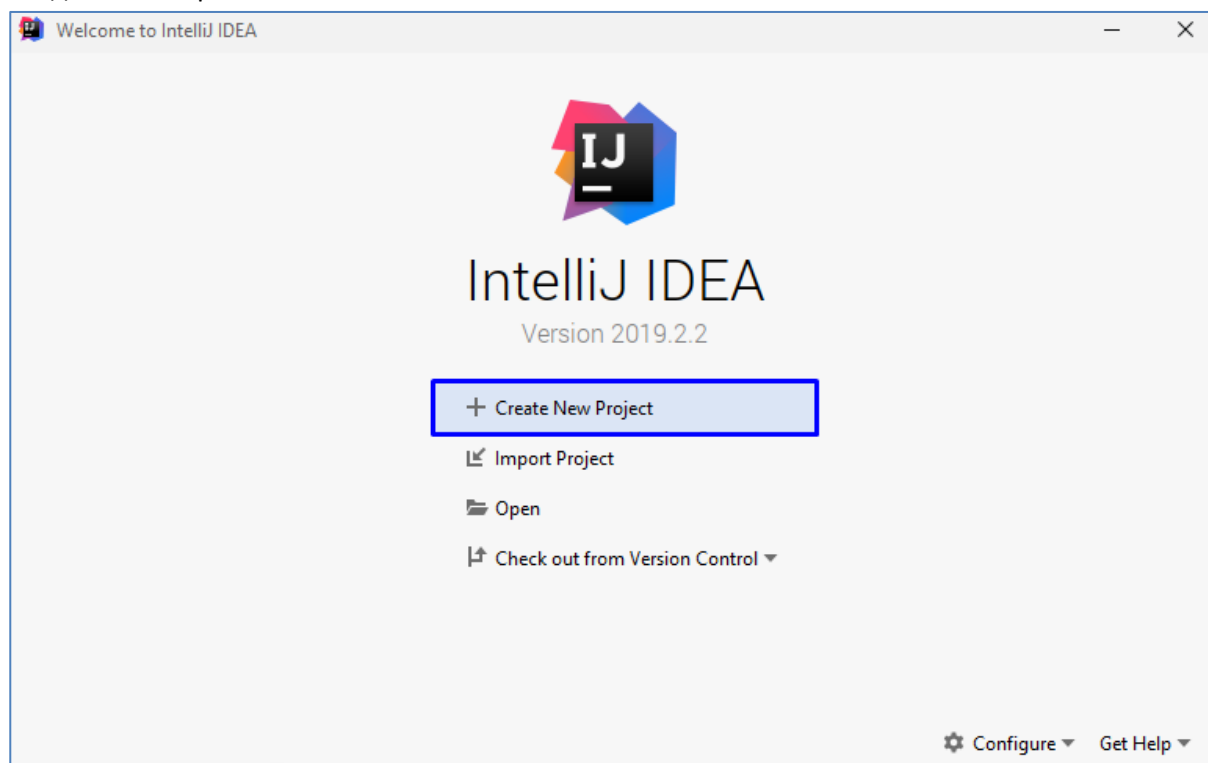 Welcome to IntelliJ IDEA
IJ
IntelliJ IDEA
Version 2019.2.2
Create New Project
Import Project
Open
Check out from Version Control
Configure
Get Help